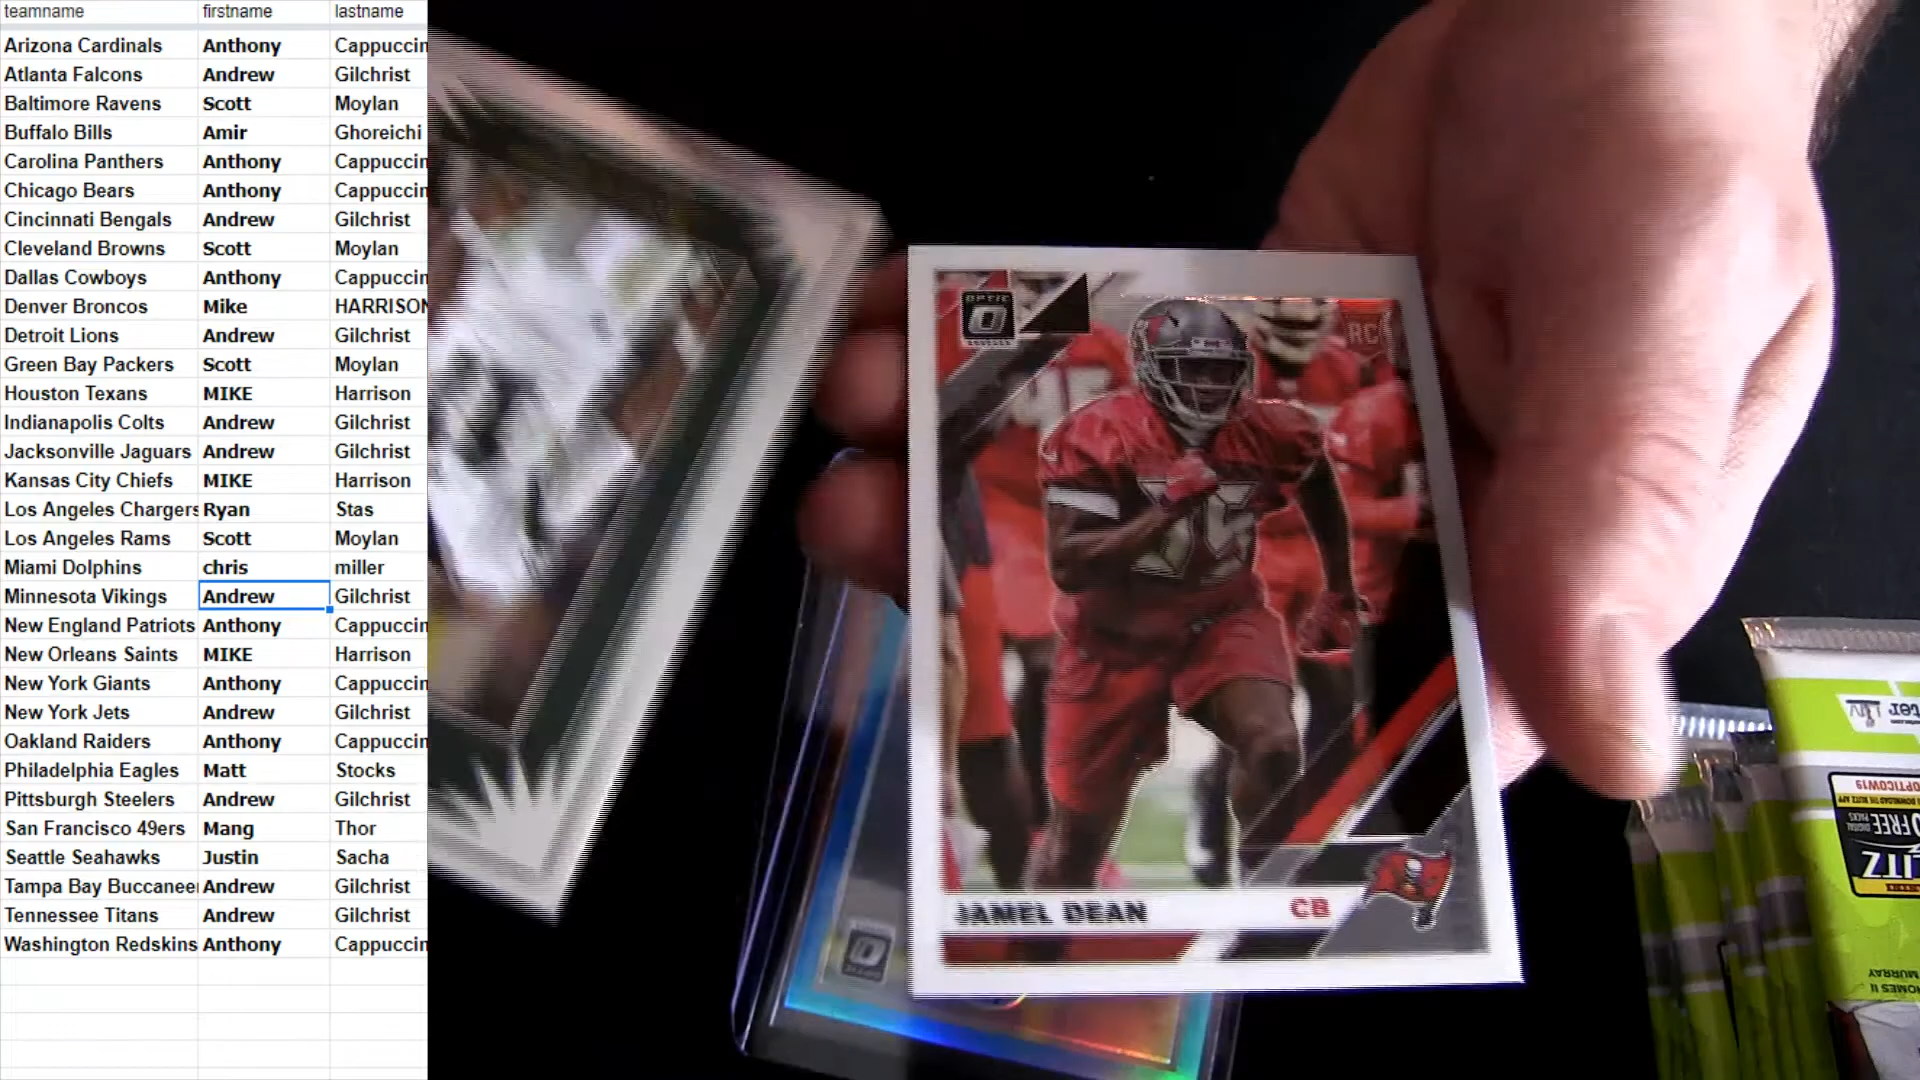 teamname firstname lastname
Arizona Cardinals Anthony Cappuccin
Atlanta Falcons Andrew Gilchrist
Baltimore Ravens Scott Moylan
Buffalo Bills Amir Ghoreichi
Carolina Panthers Anthony Cappuccin
Chicago Bears Anthony Cappuccin
Cincinnati Bengals Andrew Gilchrist
Cleveland Browns Scott Moylan
Dallas Cowboys Anthony Cappuccin
Denver Broncos Mike HARRISON
Detroit Lions Andrew Gilchrist
Green Bay Packers Scott Moylan
Houston Texans MIKE Harrison
Indianapolis Colts Andrew Gilchrist
Jacksonville Jaguars Andrew Gilchrist
Kansas City Chiefs MIKE Harrison
Los Angeles Chargers Ryan Stas
Los Angeles Rams Scott Moylan
Miami Dolphins chris miller
Minnesota Vikings Andrew Gilchrist
New England Patriots Anthony Cappuccin
New Orleans Saints MIKE Harrison
New York Giants Anthony Cappuccin
New York Jets Andrew Gilchrist
Oakland Raiders Anthony Cappuccin
Philadelphia Eagles Matt Stocks
Pittsburgh Steelers Andrew Gilchrist
San Francisco 49ers Mang Thor
Seattle Seahawks Justin Sacha
Tampa Bay Buccanee Andrew Gilchrist
Tennessee Titans Andrew Gilchrist
Washington Redskins Anthony Cappuccin
OPTIC
RC
JAMEL DEAN CB
OPTICOW19
FREE
MURRAY